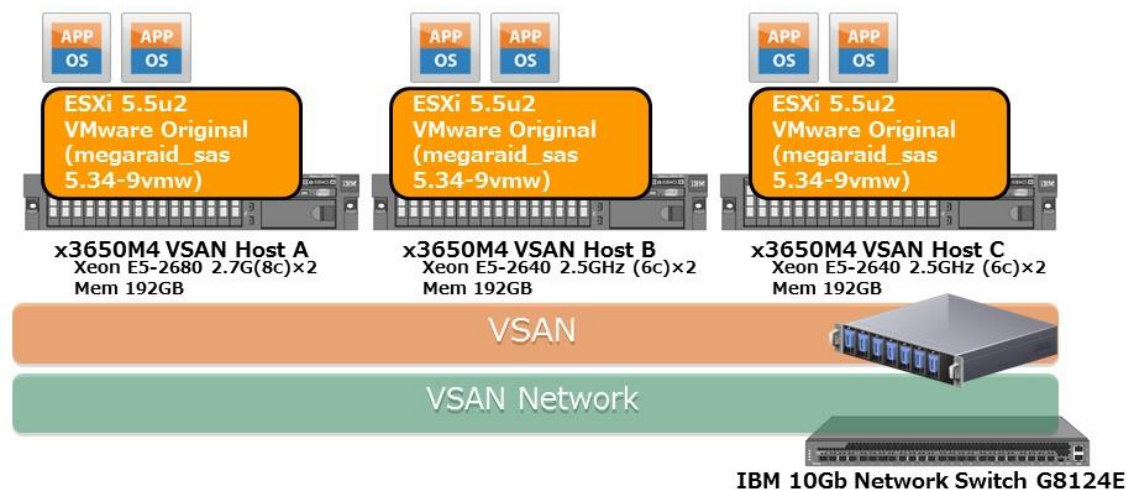 APP APP APP APP APP APP
OS OS OS OS OS OS
ESXi 5.5u2
VMware Original
(megaraid_sas
5.34-9vmw)
ESXi 5.5u2
VMware Original
(megaraid_sas
5.34-9vmw)
ESXi 5.5u2
VMware Original
(megaraid_sas
5.34-9vmw)
x3650M4 VSAN Host A
Xeon E5-2680 2.7G(8c)×2
Mem 192GB
x3650M4 VSAN Host B
Xeon E5-2640 2.5GHz (6c)×2
Mem 192GB
x3650M4 VSAN Host C
Xeon E5-2640 2.5GHz (6c)×2
Mem 192GB
VSAN
VSAN Network
IBM 10Gb Network Switch G8124E